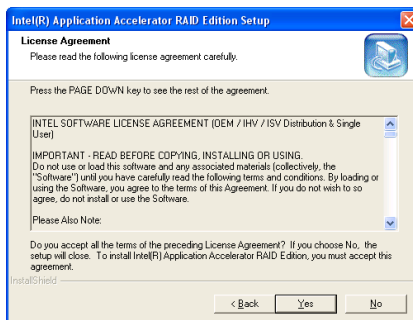 Intel(R) Application Accelerator RAID Edition Setup
License Agreement
Please read the following license agreement carefully.
Press the PAGE DOWN key to see the rest of the agreement.
INTEL SOFTWARE LICENSE AGREEMENT (OEM / IHV / ISV Distribution & Single
User)
IMPORTANT - READ BEFORE COPYING, INSTALLING OR USING.
Do not use or load this software and any associated materials (collectively, the
"Software") until you have carefully read the following terms and conditions. By loading or
using the Software, you agree to the terms of this Agreement. If you do not wish to so
agree, do not install or use the Software.
Please Also Note:
Do you accept all the terms of the preceding License Agreement? If you choose No, the
setup will close. To install Intel(R) Application Accelerator RAID Edition, you must accept this
agreement.
InstallShield
< Back
Yes
No